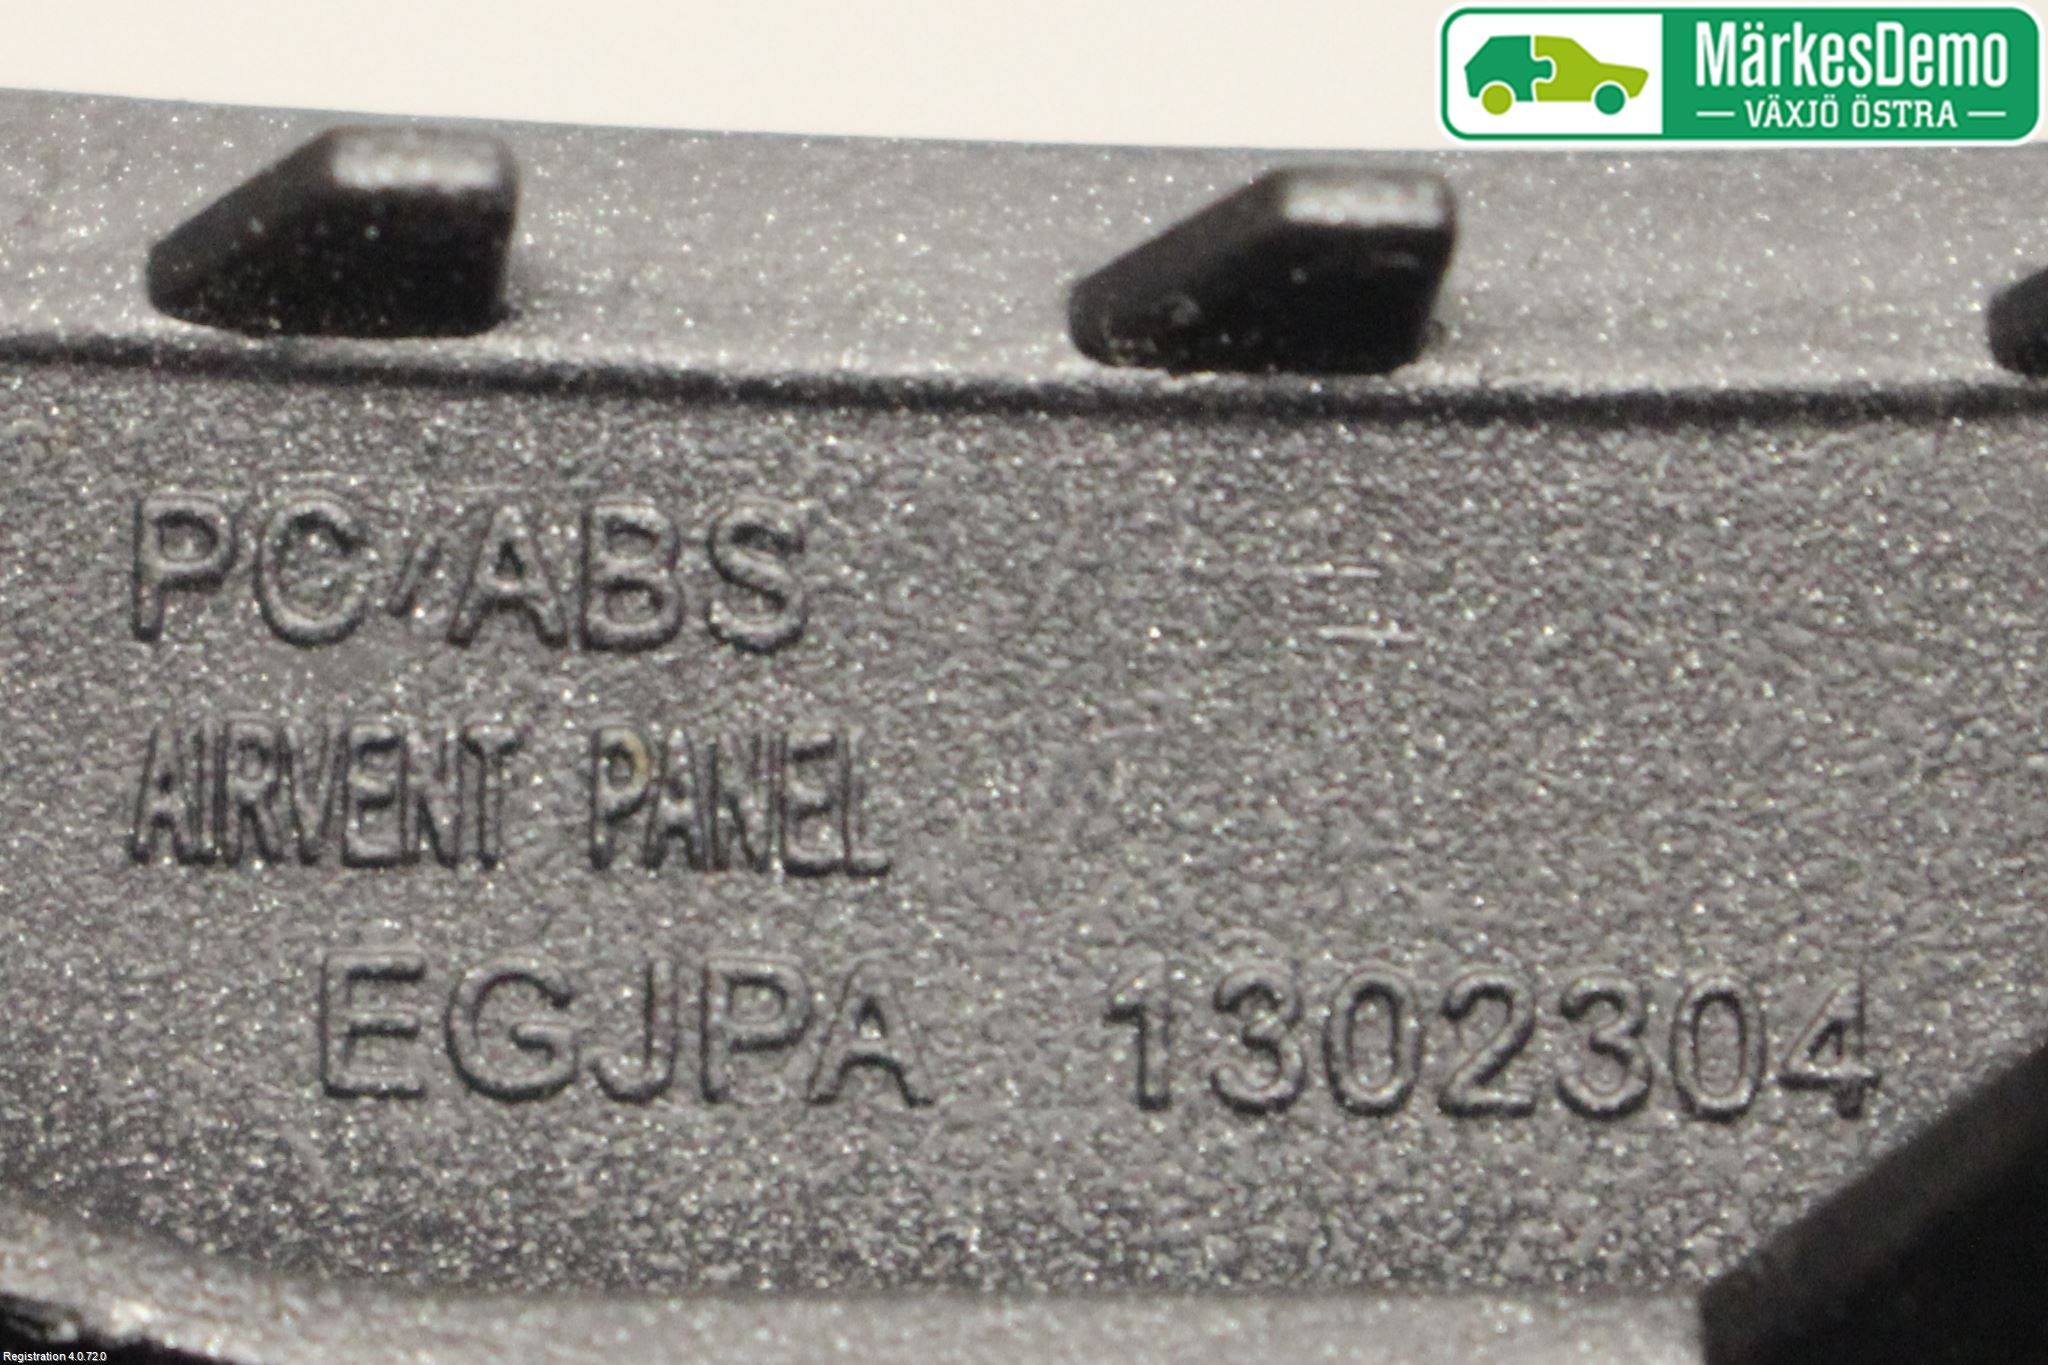 MärkesDemo
VÄXJÖ ÖSTRA
PC/ABS
AIRVENT PANEL
EGJPA 1302304
Registration 4.0.72.0